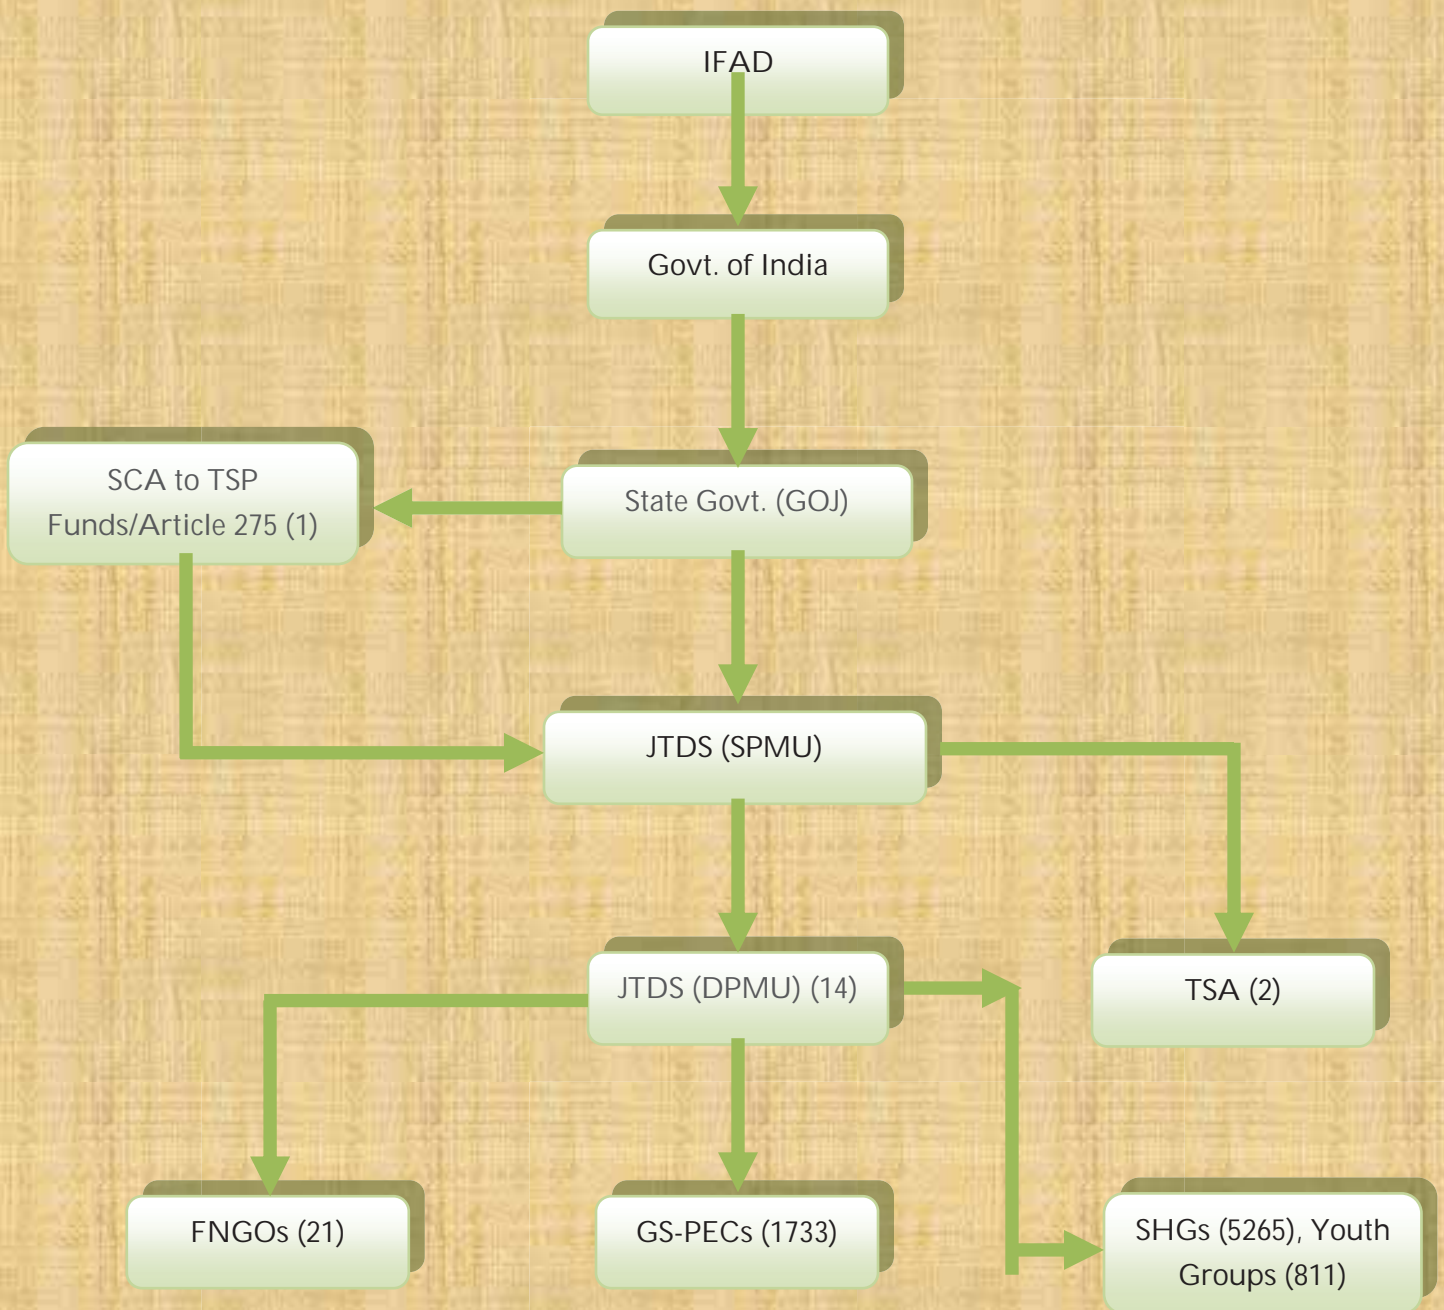 IFAD
Govt. of India
SCA to TSP
Funds/Article 275 (1)
State Govt. (GOJ)
JTDS (SPMU)
JTDS (DPMU) (14)
TSA (2)
FNGOs (21)
GS-PECs (1733)
SHGs (5265), Youth
Groups (811)